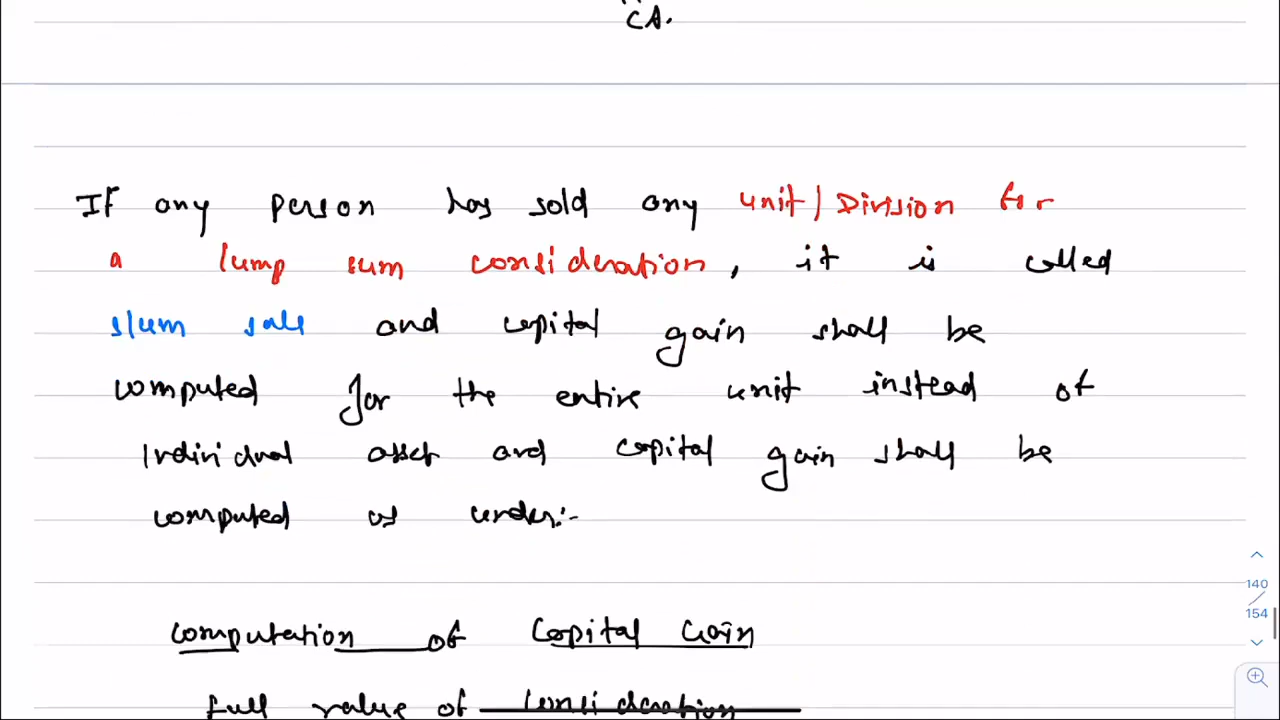 CA.
If any person has sold any unit/Division for
a lump sum consideration, it is called
slum sale and capital gain shall be
computed for the entire unit instead of
individual asset and capital gain shall be
computed as under:-
computation of Capital Gain
full value of consideration
140
154